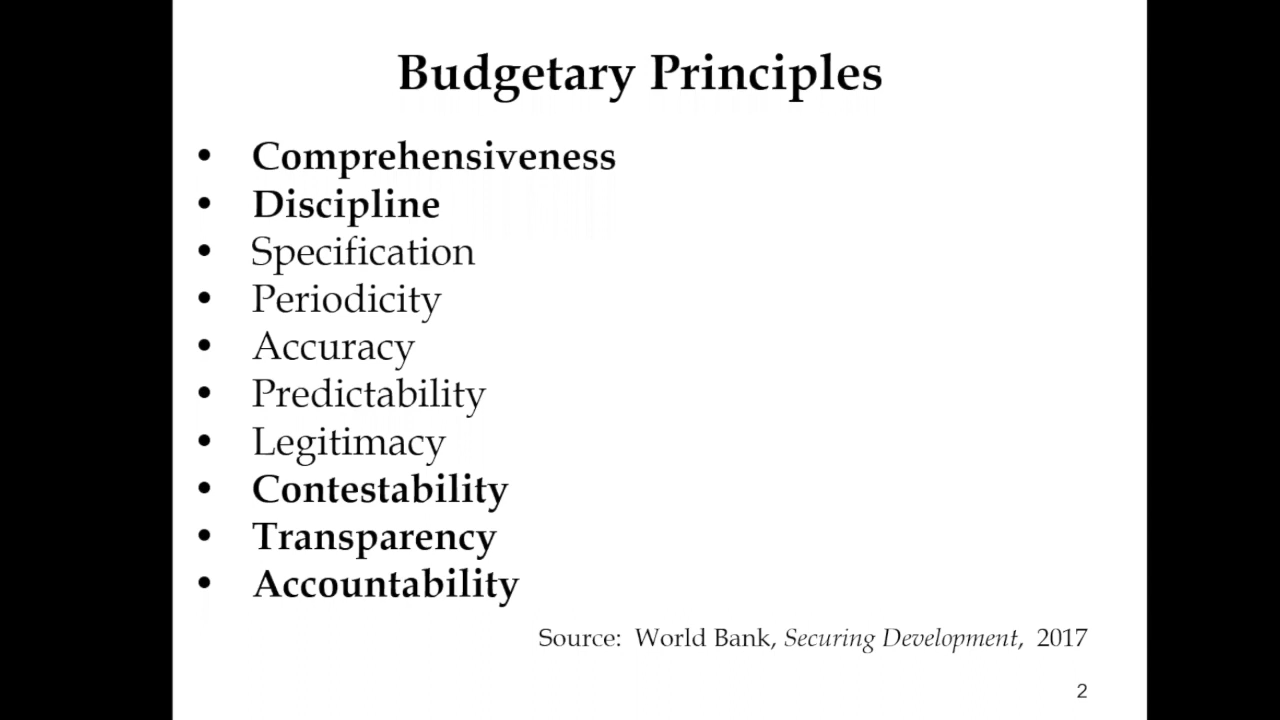 Budgetary Principles
• Comprehensiveness
• Discipline
• Specification
• Periodicity
• Accuracy
• Predictability
• Legitimacy
• Contestability
• Transparency
• Accountability
Source: World Bank, Securing Development, 2017
2